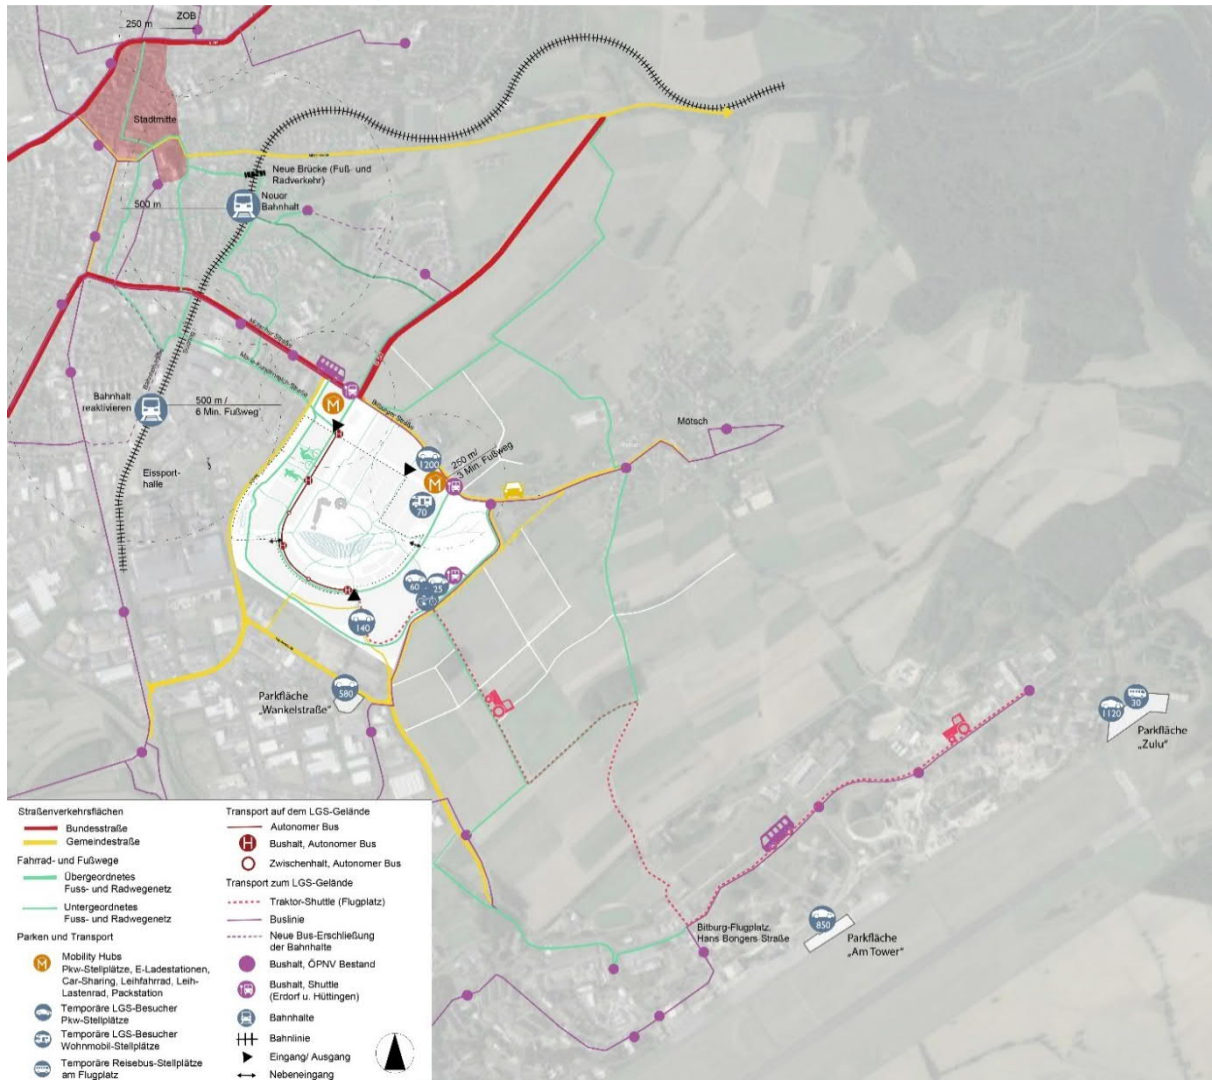 250 m
ZOB
Stadtmitte
Neue Brücke (Fuß- und
Radverkehr)
Neuer
Bahnhalt
500 m
Mötscher Straße
Bahnhalt
reaktivieren
500 m /
6 Min. Fußweg
Bitburger Straße
Mötsch
M
H
1200
250 m/
3 Min. Fußweg
M
70
Eissport-
halle
H
H
H
60
25
140
580
Parkfläche
„Wankelstraße"
1120
30
Parkfläche
„Zulu"
850
Parkfläche
„Am Tower"
Bitburg-Flugplatz,
Hans Bongers Straße
Straßenverkehrsflächen
Bundesstraße
Gemeindestraße
Fahrrad- und Fußwege
Übergeordnetes
Fuss- und Radwegenetz
Untergeordnetes
Fuss- und Radwegenetz
Parken und Transport
M
Mobility Hubs
Pkw-Stellplätze, E-Ladestationen,
Car-Sharing, Leihfahrrad, Leih-
Lastenrad, Packstation
Temporäre LGS-Besucher
Pkw-Stellplätze
Temporäre LGS-Besucher
Wohnmobil-Stellplätze
Temporäre Reisebus-Stellplätze
am Flugplatz
Transport auf dem LGS-Gelände
Autonomer Bus
H
Bushalt, Autonomer Bus
Zwischenhalt, Autonomer Bus
Transport zum LGS-Gelände
Traktor-Shuttle (Flugplatz)
Buslinie
Neue Bus-Erschließung
der Bahnhalte
Bushalt, ÖPNV Bestand
Bushalt, Shuttle
(Erdorf u. Hüttingen)
Bahnhalte
Bahnlinie
Eingang/ Ausgang
Nebeneingang